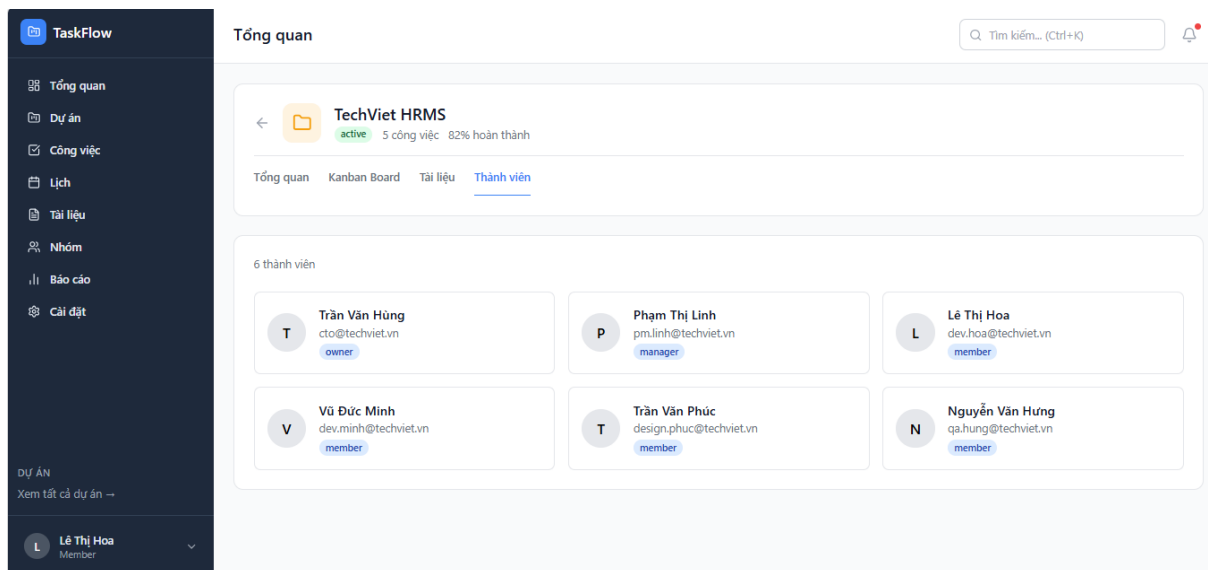 TaskFlow
Tổng quan
Dự án
Công việc
Lịch
Tài liệu
Nhóm
Báo cáo
Cài đặt
DỰ ÁN
Xem tất cả dự án →
L
Lê Thị Hoa
Member
Tổng quan
Tìm kiếm... (Ctrl+K)
TechViet HRMS
active 5 công việc 82% hoàn thành
Tổng quan Kanban Board Tài liệu Thành viên
6 thành viên
T
Trần Văn Hùng
cto@techviet.vn
owner
P
Phạm Thị Linh
pm.linh@techviet.vn
manager
L
Lê Thị Hoa
dev.hoa@techviet.vn
member
V
Vũ Đức Minh
dev.minh@techviet.vn
member
T
Trần Văn Phúc
design.phuc@techviet.vn
member
N
Nguyễn Văn Hưng
qa.hung@techviet.vn
member